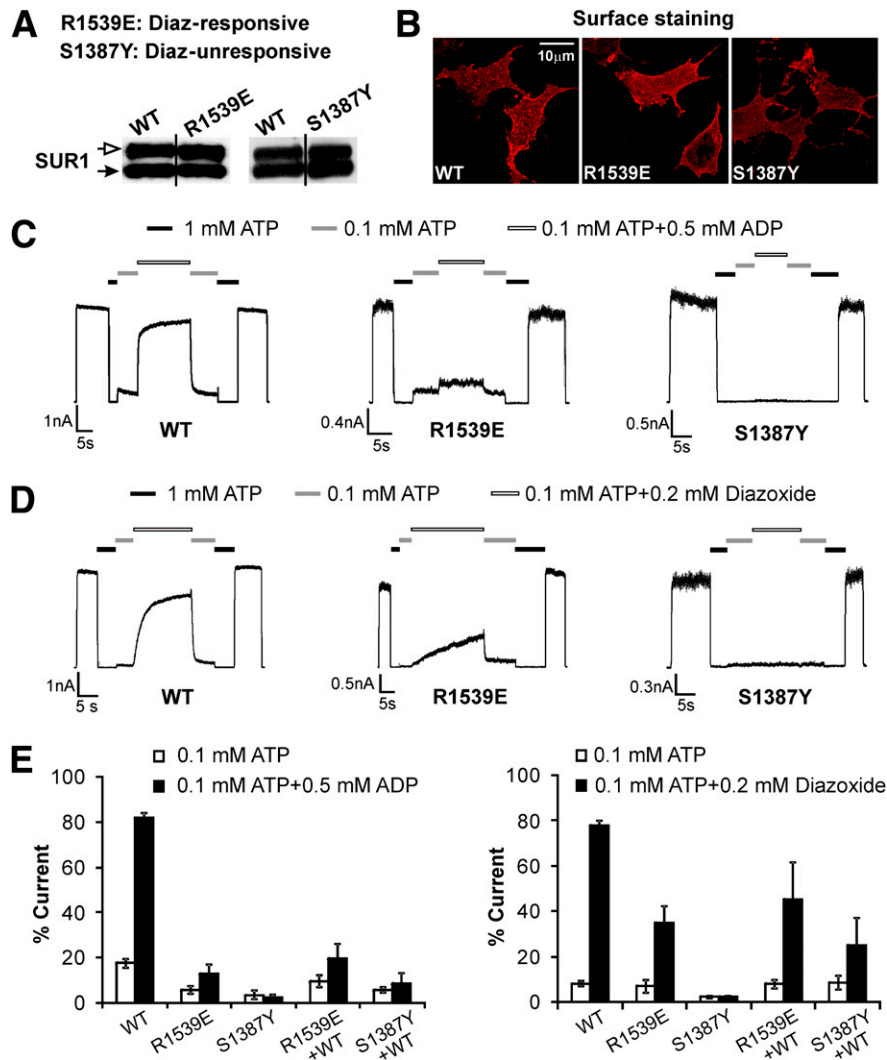 A
R1539E: Diaz-responsive
S1387Y: Diaz-unresponsive
WT R1539E WT S1387Y
SUR1
B
Surface staining
10μm
WT R1539E S1387Y
C
1 mM ATP 0.1 mM ATP 0.1 mM ATP+0.5 mM ADP
1nA 5s WT 0.4nA 5s R1539E 0.5nA 5s S1387Y
D
1 mM ATP 0.1 mM ATP 0.1 mM ATP+0.2 mM Diazoxide
1nA 5 s WT 0.5nA 5s R1539E 0.3nA 5s S1387Y
E
0.1 mM ATP
0.1 mM ATP+0.5 mM ADP
% Current
100
80
60
40
20
0
WT R1539E S1387Y R1539E +WT S1387Y +WT
0.1 mM ATP
0.1 mM ATP+0.2 mM Diazoxide
% Current
100
80
60
40
20
0
WT R1539E S1387Y R1539E +WT S1387Y +WT